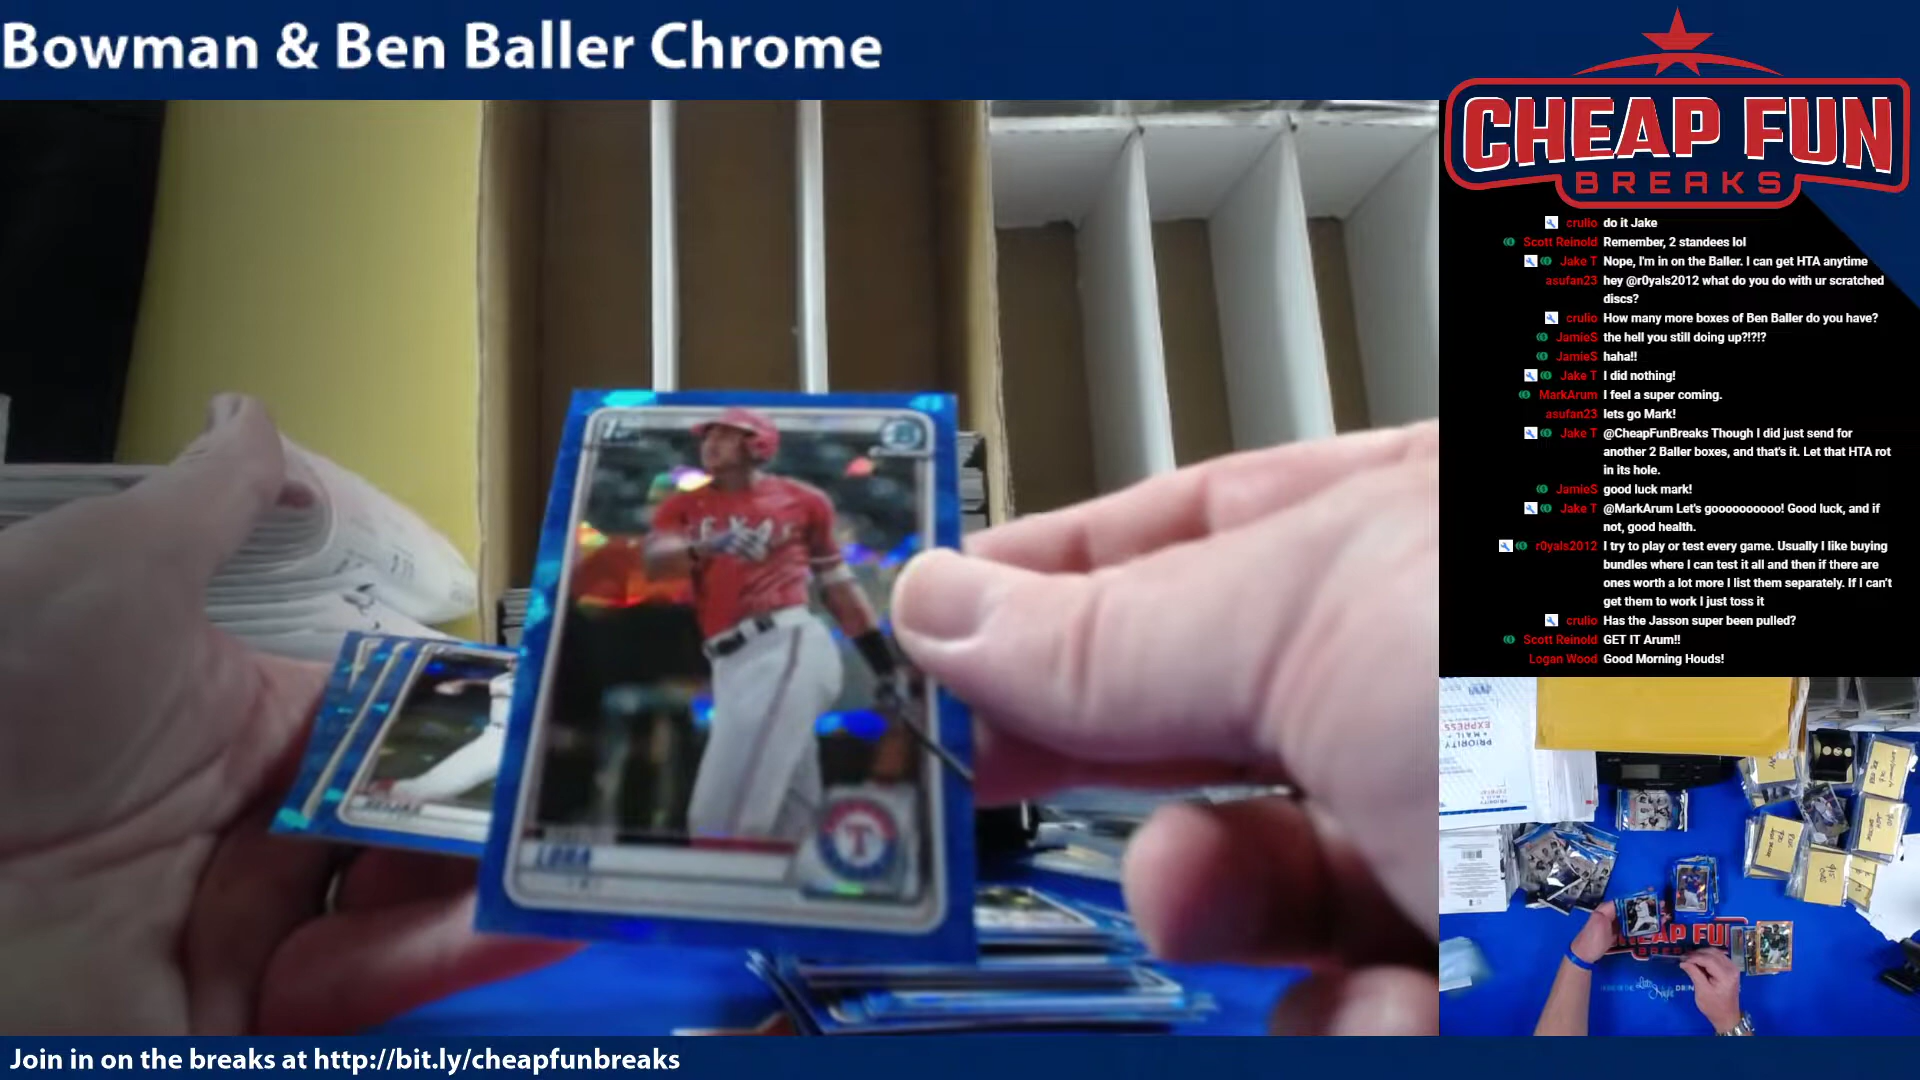 Bowman & Ben Baller Chrome
CHEAP FUN
BREAKS
crulio do it Jake
Scott Reinold Remember, 2 standees lol
Jake T Nope, I'm in on the Baller. I can get HTA anytime
asufan23 hey @r0yals2012 what do you do with ur scratched
discs?
crulio How many more boxes of Ben Baller do you have?
JamieS the hell you still doing up?!?!?
JamieS haha!!
Jake T I did nothing!
MarkArum I feel a super coming.
asufan23 lets go Mark!
Jake T @CheapFunBreaks Though I did just send for
another 2 Baller boxes, and that's it. Let that HTA rot
in its hole.
JamieS good luck mark!
Jake T @MarkArum Let's goooooooooo! Good luck, and if
not, good health.
r0yals2012 I try to play or test every game. Usually I like buying
bundles where I can test it all and then if there are
ones worth a lot more I list them separately. If I can't
get them to work I just toss it
crulio Has the Jasson super been pulled?
Scott Reinold GET IT Arum!!
Logan Wood Good Morning Houds!
TEXAS
LORA
T
EXPRESS
MAIL
PRIORITY
CHEAP FUN
Join in on the breaks at http://bit.ly/cheapfunbreaks